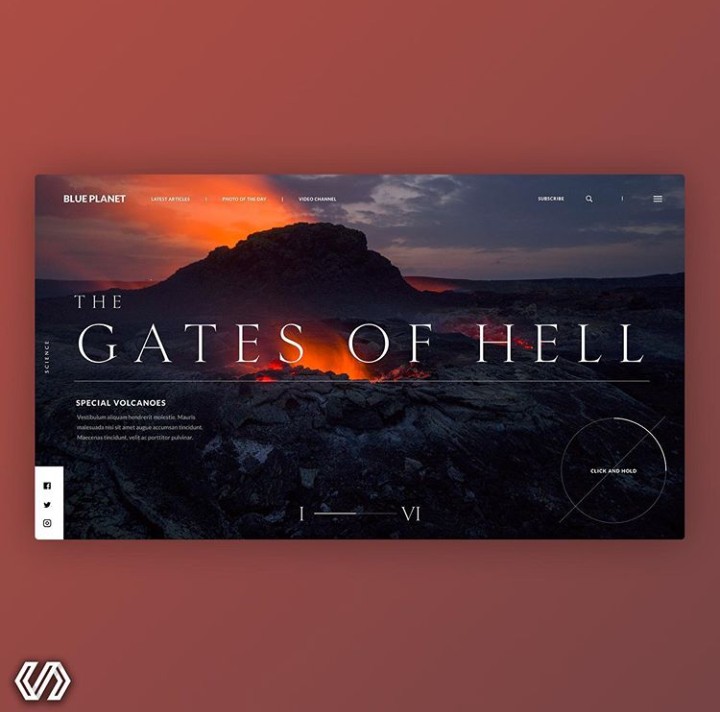 BLUE PLANET
LATEST ARTICLES
PHOTO OF THE DAY
VIDEO CHANNEL
SUBSCRIBE
THE
GATES OF HELL
SCIENCE
SPECIAL VOLCANOES
Vestibulum aliquam hendrerit molestie. Mauris
malesuada nisi sit amet augue accumsan tincidunt.
Maecenas tincidunt, velit ac porttitor pulvinar.
CLICK AND HOLD
I VI